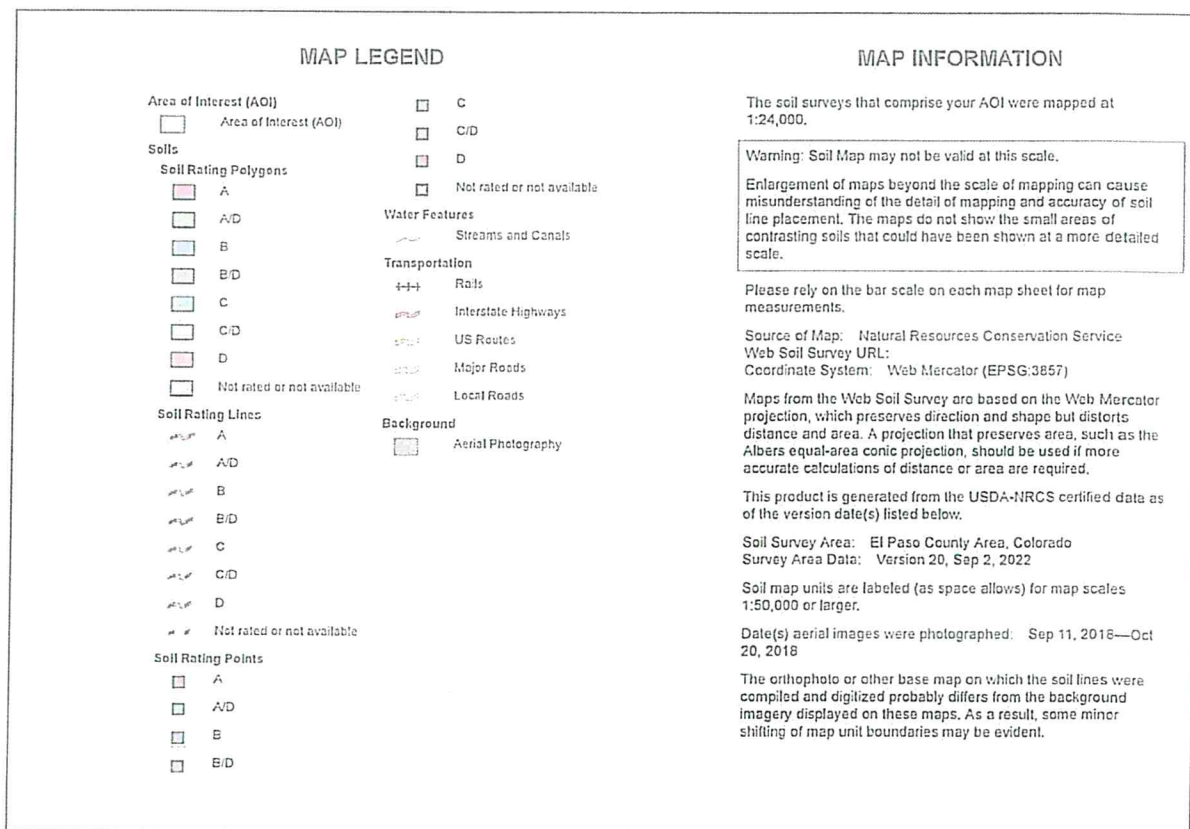 MAP LEGEND
Area of Interest (AOI)
Area of Interest (AOI)
Soils
Soil Rating Polygons
A
A/D
B
B/D
C
C/D
D
Not rated or not available
Soil Rating Lines
A
A/D
B
B/D
C
C/D
D
Not rated or not available
Soil Rating Points
A
A/D
B
B/D
C
C/D
D
Not rated or not available
Water Features
Streams and Canals
Transportation
Rails
Interstate Highways
US Routes
Major Roads
Local Roads
Background
Aerial Photography
MAP INFORMATION
The soil surveys that comprise your AOI were mapped at
1:24,000.
Warning: Soil Map may not be valid at this scale.
Enlargement of maps beyond the scale of mapping can cause
misunderstanding of the detail of mapping and accuracy of soil
line placement. The maps do not show the small areas of
contrasting soils that could have been shown at a more detailed
scale.
Please rely on the bar scale on each map sheet for map
measurements.
Source of Map: Natural Resources Conservation Service
Web Soil Survey URL:
Coordinate System: Web Mercator (EPSG:3857)
Maps from the Web Soil Survey are based on the Web Mercator
projection, which preserves direction and shape but distorts
distance and area. A projection that preserves area, such as the
Albers equal-area conic projection, should be used if more
accurate calculations of distance or area are required.
This product is generated from the USDA-NRCS certified data as
of the version date(s) listed below.
Soil Survey Area: El Paso County Area, Colorado
Survey Area Data: Version 20, Sep 2, 2022
Soil map units are labeled (as space allows) for map scales
1:50,000 or larger.
Date(s) aerial images were photographed: Sep 11, 2018—Oct
20, 2018
The orthophoto or other base map on which the soil lines were
compiled and digitized probably differs from the background
imagery displayed on these maps. As a result, some minor
shifting of map unit boundaries may be evident.